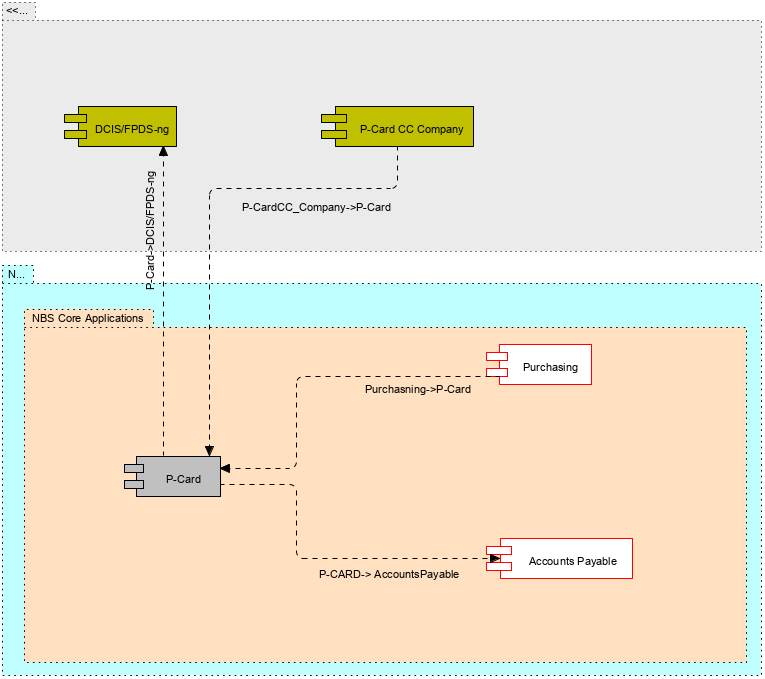 <<...
DCIS/FPDS-ng
P-Card CC Company
P-Card->DCIS/FPDS-ng
P-CardCC_Company->P-Card
N...
NBS Core Applications
Purchasing
Purchasning->P-Card
P-Card
Accounts Payable
P-CARD-> AccountsPayable